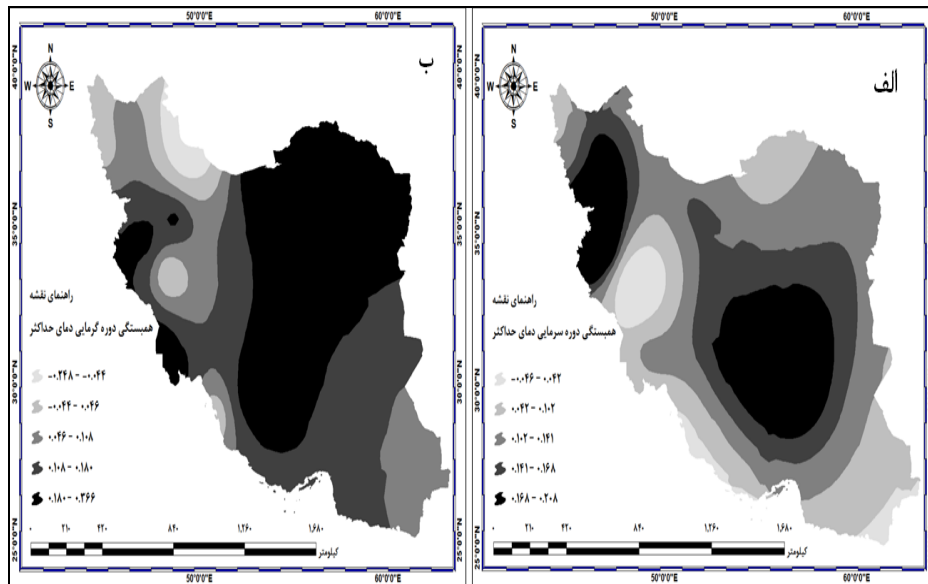 50°0'0"E 60°0'0"E
40°0'0"N
35°0'0"N
30°0'0"N
25°0'0"N
N
W E
S
الف
راهنمای نقشه
همبستگی دوره سرمایی دمای حداکثر
-۰.۰۴۶ - ۰.۰۴۲
۰.۰۴۲ - ۰.۱۰۲
۰.۱۰۲ - ۰.۱۴۱
۰.۱۴۱ - ۰.۱۶۸
۰.۱۶۸ - ۰.۲۰۸
۰ ۲۱۰ ۴۲۰ ۸۴۰ ۱,۲۶۰ ۱,۶۸۰
کیلومتر
50°0'0"E 60°0'0"E
50°0'0"E 60°0'0"E
40°0'0"N
35°0'0"N
30°0'0"N
25°0'0"N
N
W E
S
ب
راهنمای نقشه
همبستگی دوره گرمایی دمای حداکثر
-۰.۲۴۸ - -۰.۰۴۴
-۰.۰۴۴ - ۰.۰۴۶
۰.۰۴۶ - ۰.۱۰۸
۰.۱۰۸ - ۰.۱۸۰
۰.۱۸۰ - ۰.۳۶۶
۰ ۲۱۰ ۴۲۰ ۸۴۰ ۱,۲۶۰ ۱,۶۸۰
کیلومتر
50°0'0"E 60°0'0"E